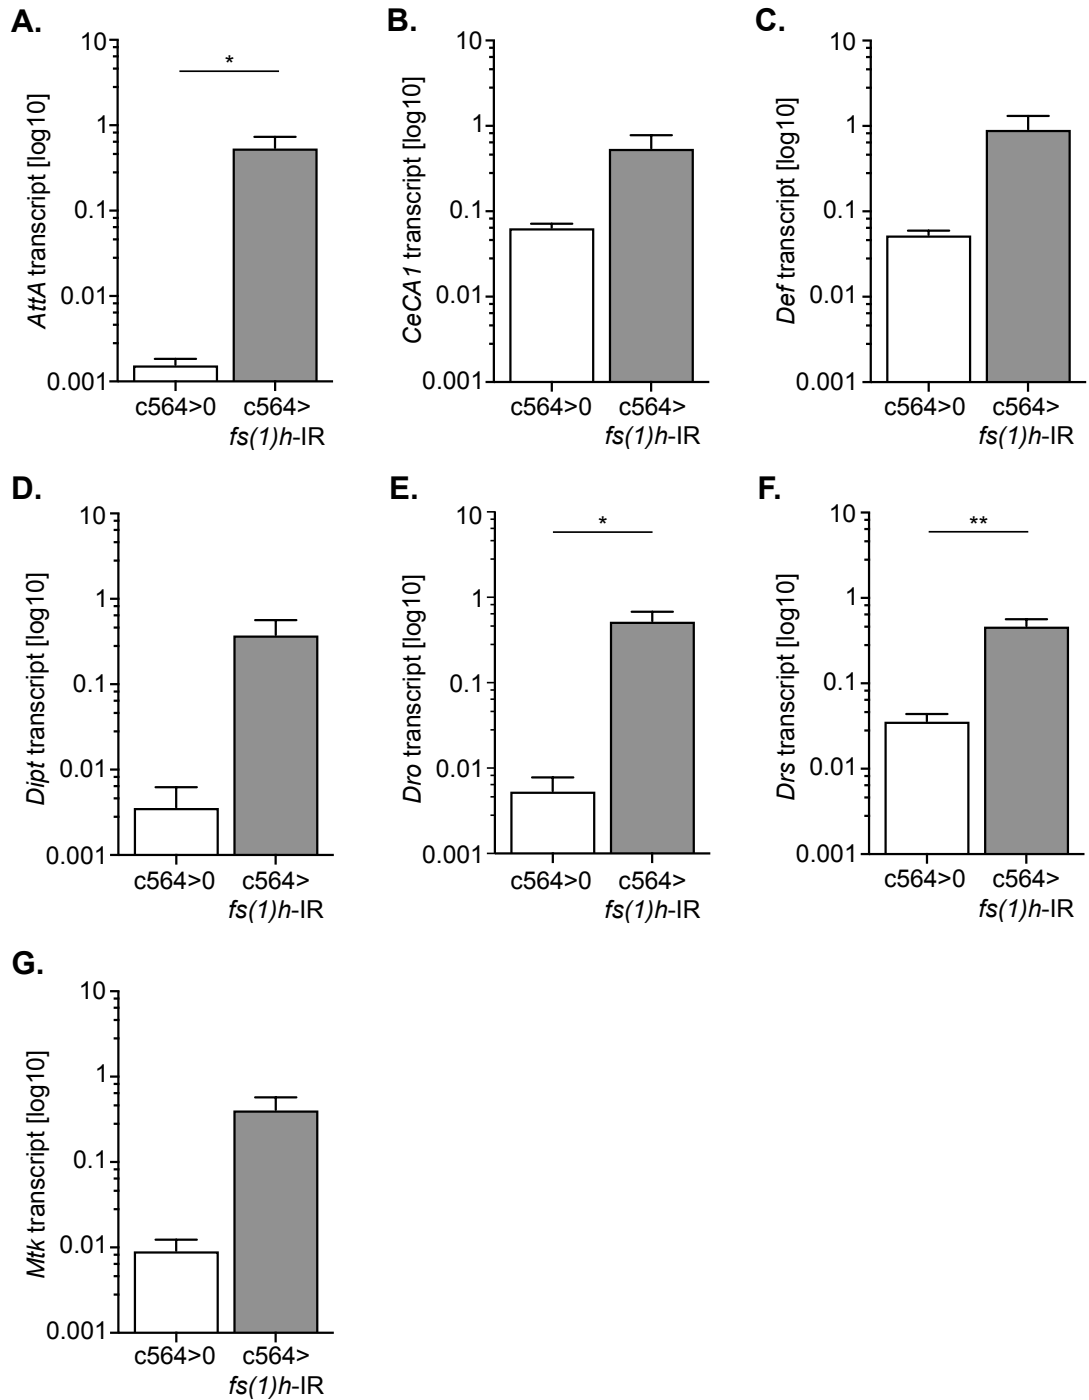 A.
AttA transcript [log10]
10
1
0.1
0.01
0.001
*
c564>0
c564>
fs(1)h-IR
B.
CeCA1 transcript [log10]
10
1
0.1
0.01
0.001
c564>0
c564>
fs(1)h-IR
C.
Def transcript [log10]
10
1
0.1
0.01
0.001
c564>0
c564>
fs(1)h-IR
D.
Dipt transcript [log10]
10
1
0.1
0.01
0.001
c564>0
c564>
fs(1)h-IR
E.
Dro transcript [log10]
10
1
0.1
0.01
0.001
*
c564>0
c564>
fs(1)h-IR
F.
Drs transcript [log10]
10
1
0.1
0.01
0.001
**
c564>0
c564>
fs(1)h-IR
G.
Mtk transcript [log10]
10
1
0.1
0.01
0.001
c564>0
c564>
fs(1)h-IR